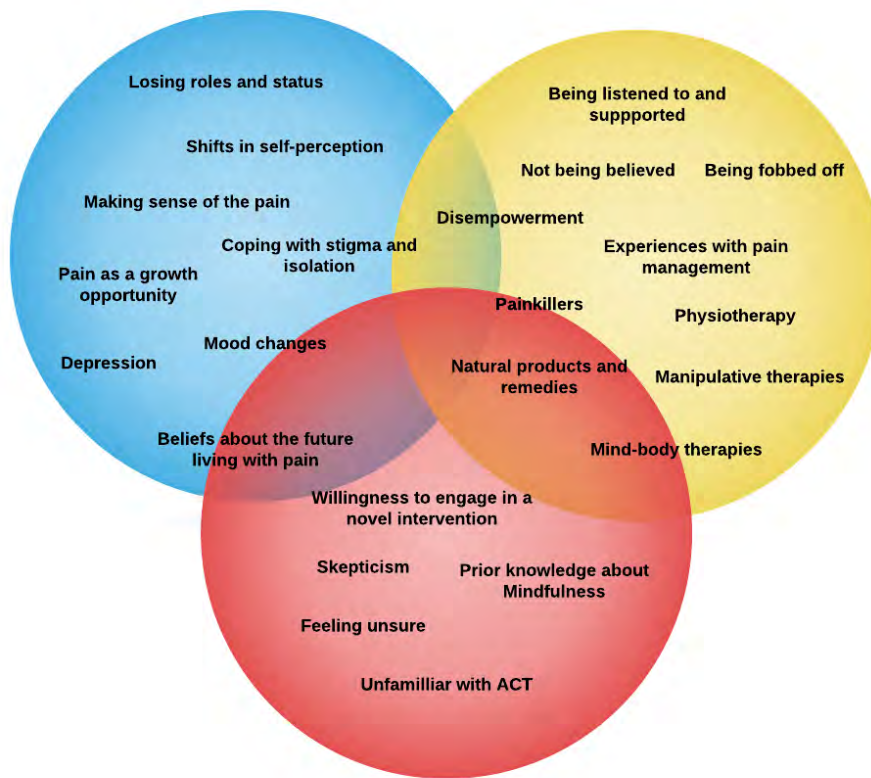 Losing roles and status
Shifts in self-perception
Making sense of the pain
Coping with stigma and
isolation
Pain as a growth
opportunity
Mood changes
Depression
Beliefs about the future
living with pain
Being listened to and
suppported
Not being believed
Being fobbed off
Disempowerment
Experiences with pain
management
Painkillers
Physiotherapy
Natural products and
remedies
Manipulative therapies
Mind-body therapies
Willingness to engage in a
novel intervention
Skepticism
Prior knowledge about
Mindfulness
Feeling unsure
Unfamilliar with ACT